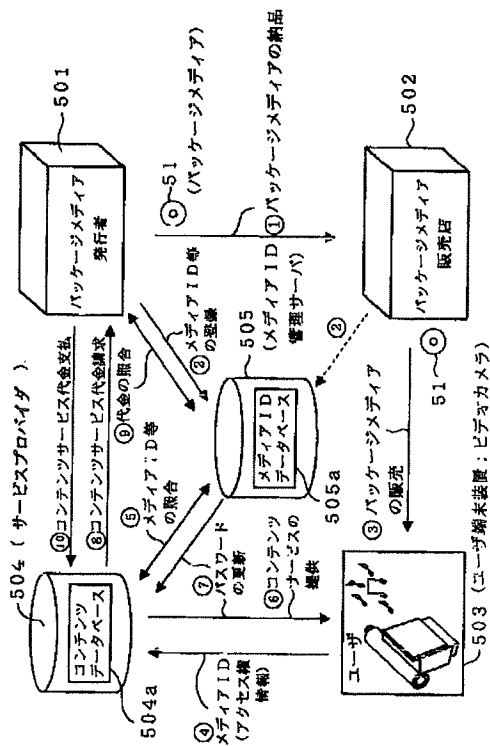 504 (サービスプロバイダ)
コンテンツ
データベース
504a
⑩コンテンツサービス代金支払
⑧コンテンツサービス代金請求
501
パッケージメディア
発行者
⑨代金の照合
②メディアID等
の登録
51
(パッケージメディア)
①パッケージメディアの納品
⑤メディアID等
の照合
⑦パスワード
の更新
505
(メディアID
管理サーバ)
メディアID
データベース
505a
②
④メディアID
(アクセス権
情報)
⑥コンテンツ
サービスの
提供
ユーザ
503 (ユーザ端末装置;ビデオカメラ)
③パッケージメディア
の販売
51
パッケージメディア
販売店
502